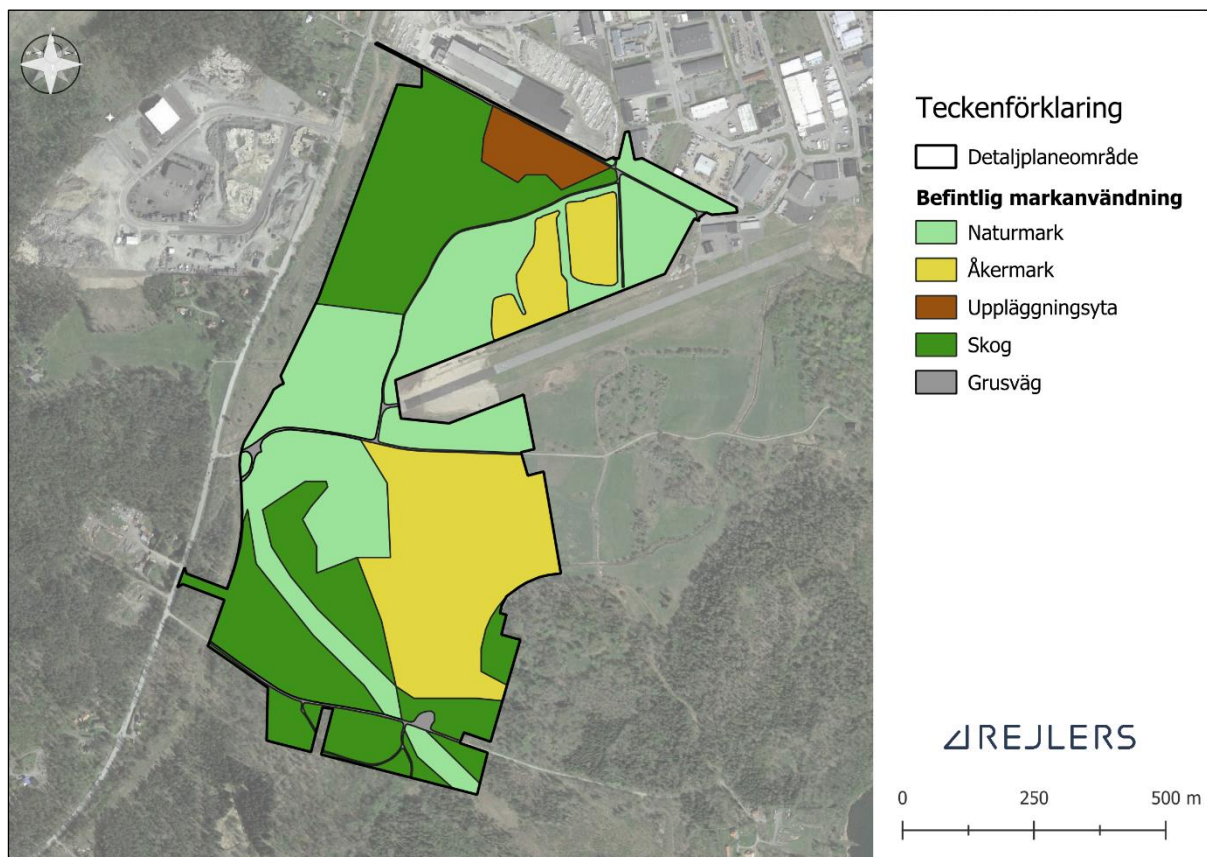 Teckenförklaring
Detaljplaneområde
Befintlig markanvändning
Naturmark
Åkermark
Uppläggningsyta
Skog
Grusväg
REJLERS
0 250 500 m